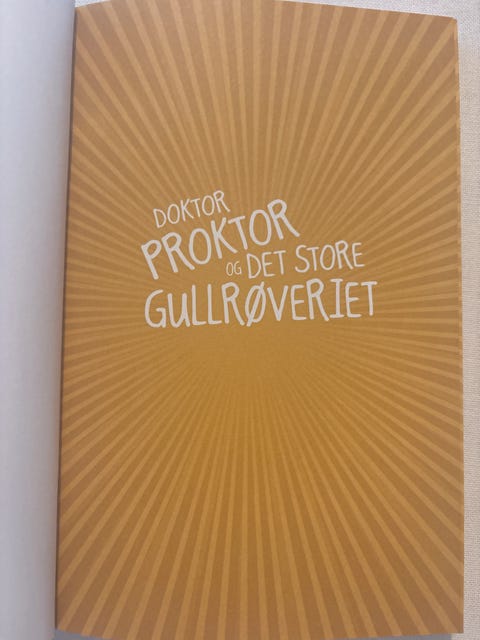 DOKTOR
PROKTOR
OG DET STORE
GULLRØVERIET